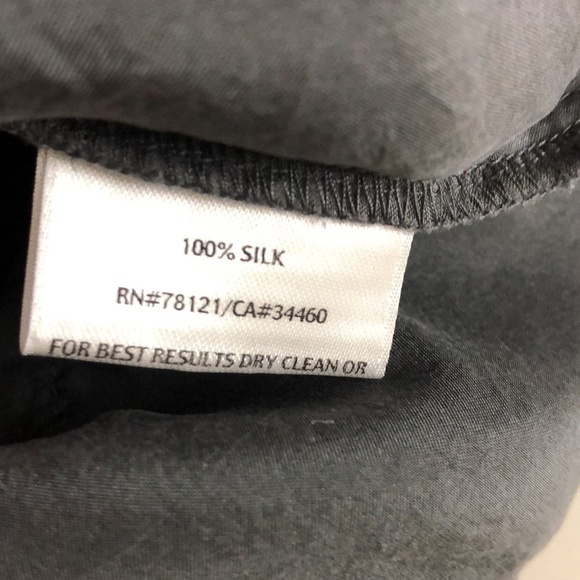 100% SILK
RN#78121/CA#34460
FOR BEST RESULTS DRY CLEAN OR